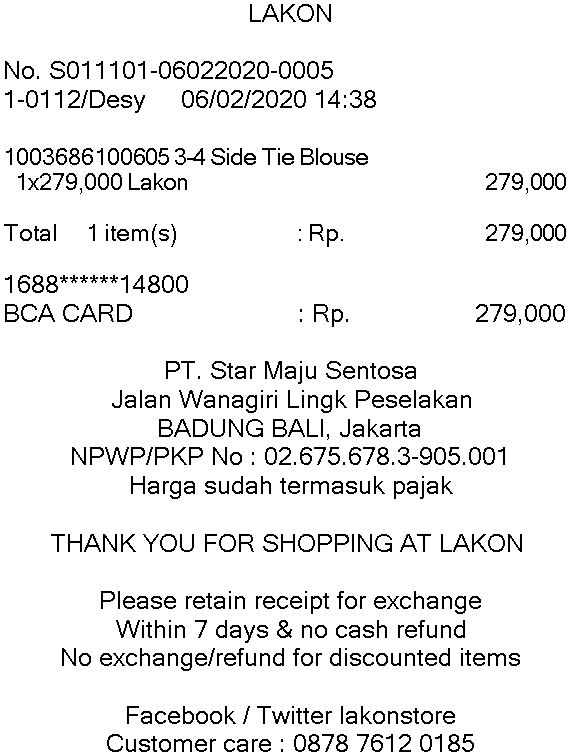 LAKON
No. S011101-06022020-0005
1-0112/Desy 06/02/2020 14:38
1003686100605 3-4 Side Tie Blouse
1x279,000 Lakon 279,000
Total 1 item(s) : Rp. 279,000
1688******14800
BCA CARD : Rp. 279,000
PT. Star Maju Sentosa
Jalan Wanagiri Lingk Peselakan
BADUNG BALI, Jakarta
NPWP/PKP No : 02.675.678.3-905.001
Harga sudah termasuk pajak
THANK YOU FOR SHOPPING AT LAKON
Please retain receipt for exchange
Within 7 days & no cash refund
No exchange/refund for discounted items
Facebook / Twitter lakonstore
Customer care : 0878 7612 0185